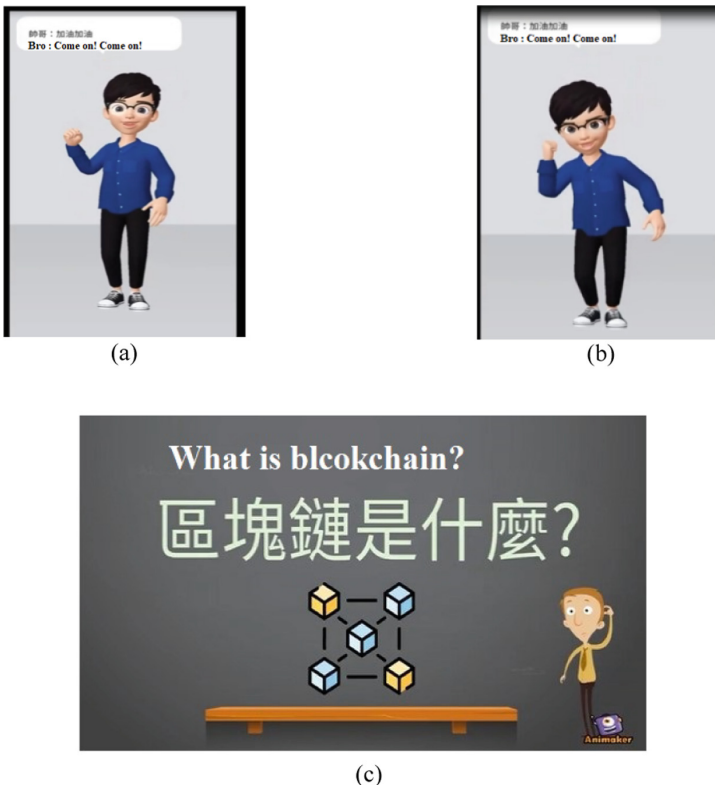 帥哥：加油加油
Bro : Come on! Come on!
帥哥：加油加油
Bro : Come on! Come on!
(a)
(b)
What is blcokchain?
區塊鏈是什麼?
Animaker
(c)